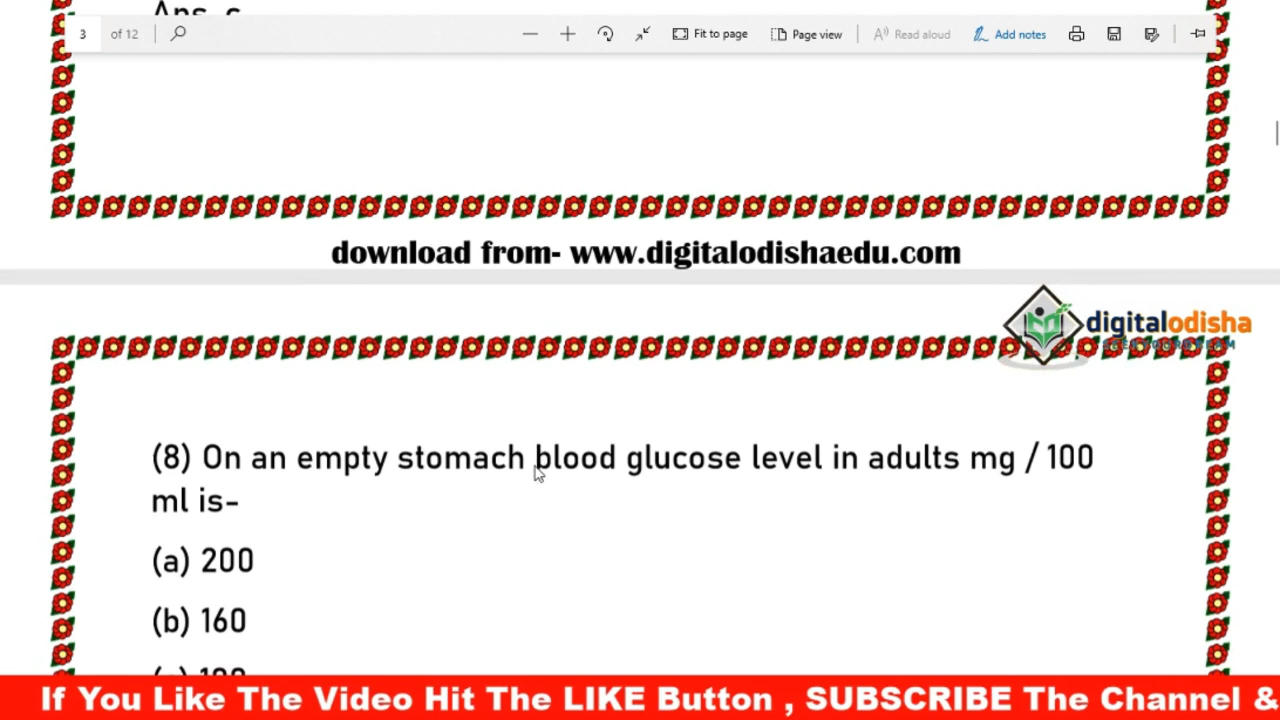 Ans. c
3 of 12 Fit to page Page view Read aloud Add notes
download from- www.digitalodishaedu.com
digitalodisha
(8) On an empty stomach blood glucose level in adults mg / 100
ml is-
(a) 200
(b) 160
If You Like The Video Hit The LIKE Button , SUBSCRIBE The Channel &